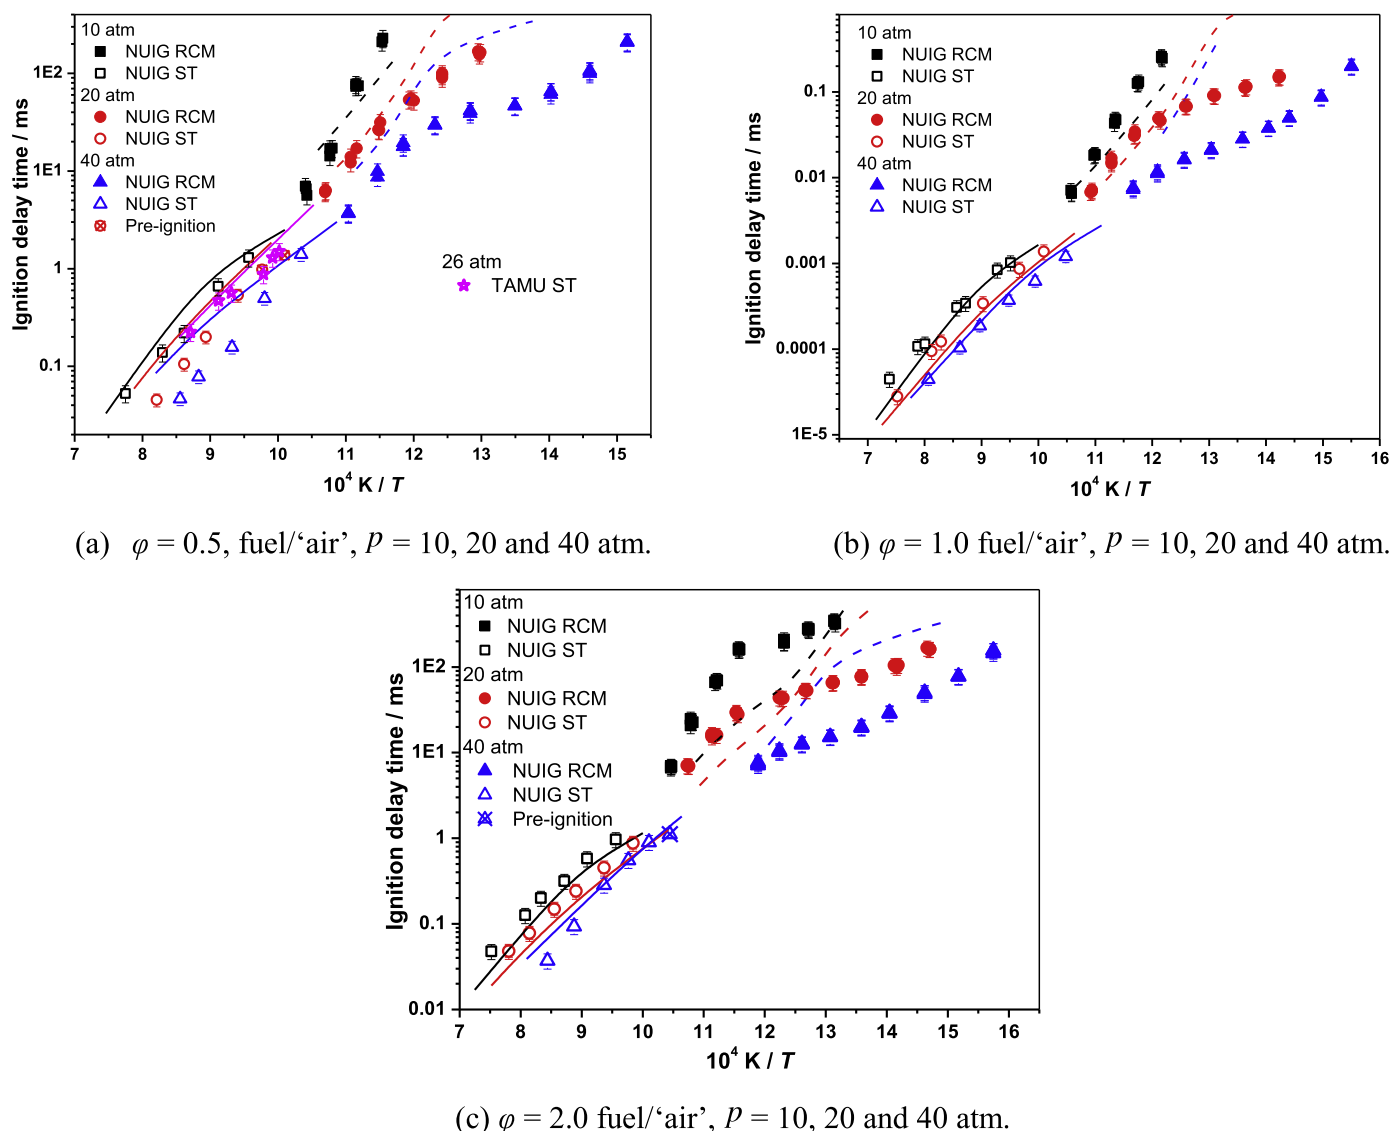 10 atm
NUIG RCM
NUIG ST
20 atm
NUIG RCM
NUIG ST
40 atm
NUIG RCM
NUIG ST
Pre-ignition
26 atm
TAMU ST
Ignition delay time / ms
1E2
1E1
1
0.1
7 8 9 10 11 12 13 14 15
10⁴ K / T
(a) φ = 0.5, fuel/‘air’, p = 10, 20 and 40 atm.
10 atm
NUIG RCM
NUIG ST
20 atm
NUIG RCM
NUIG ST
40 atm
NUIG RCM
NUIG ST
Ignition delay time / ms
0.1
0.01
0.001
0.0001
1E-5
7 8 9 10 11 12 13 14 15 16
10⁴ K / T
(b) φ = 1.0 fuel/‘air’, p = 10, 20 and 40 atm.
10 atm
NUIG RCM
NUIG ST
20 atm
NUIG RCM
NUIG ST
40 atm
NUIG RCM
NUIG ST
Pre-ignition
Ignition delay time / ms
1E2
1E1
1
0.1
0.01
7 8 9 10 11 12 13 14 15 16
10⁴ K / T
(c) φ = 2.0 fuel/‘air’, p = 10, 20 and 40 atm.